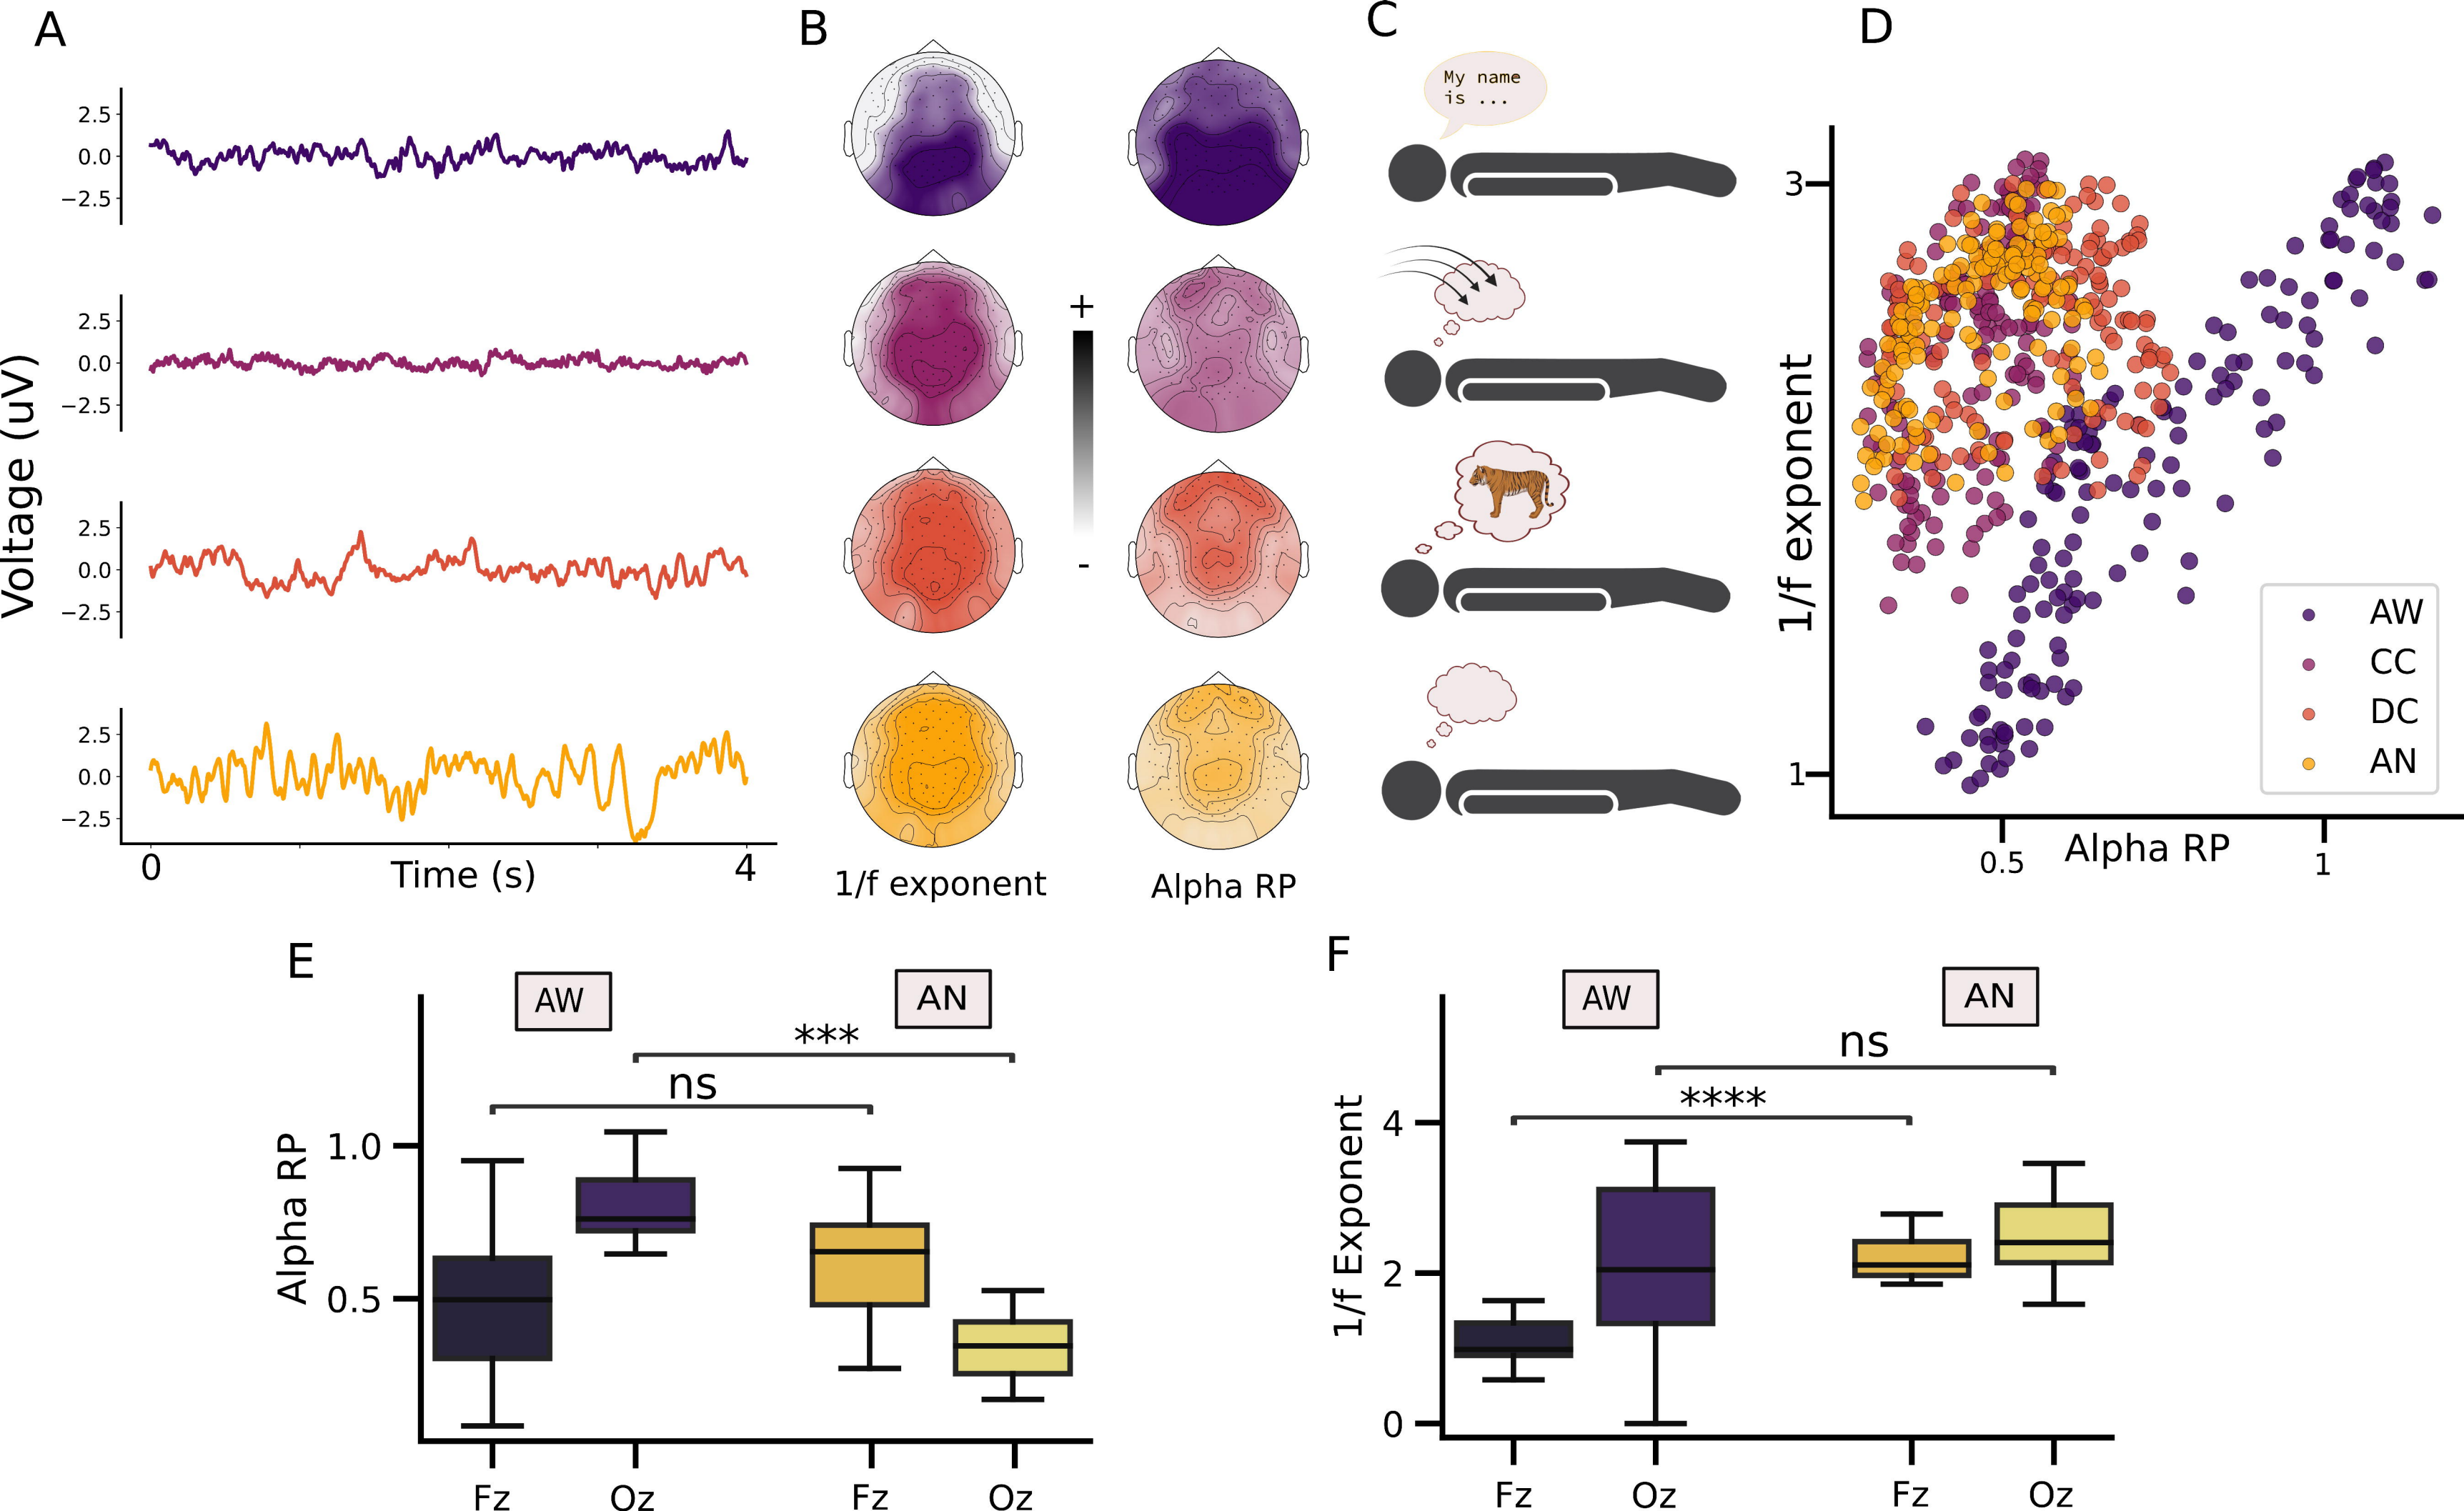 A
B
C
D
Voltage (uV)
2.5
0.0
−2.5
2.5
0.0
−2.5
2.5
0.0
−2.5
2.5
0.0
−2.5
0
Time (s)
4
+
-
1/f exponent
Alpha RP
My name
is ...
1/f exponent
3
1
0.5
Alpha RP
1
AW
CC
DC
AN
E
AW
AN
***
ns
Alpha RP
1.0
0.5
Fz
Oz
Fz
Oz
F
AW
AN
ns
****
1/f Exponent
4
2
0
Fz
Oz
Fz
Oz